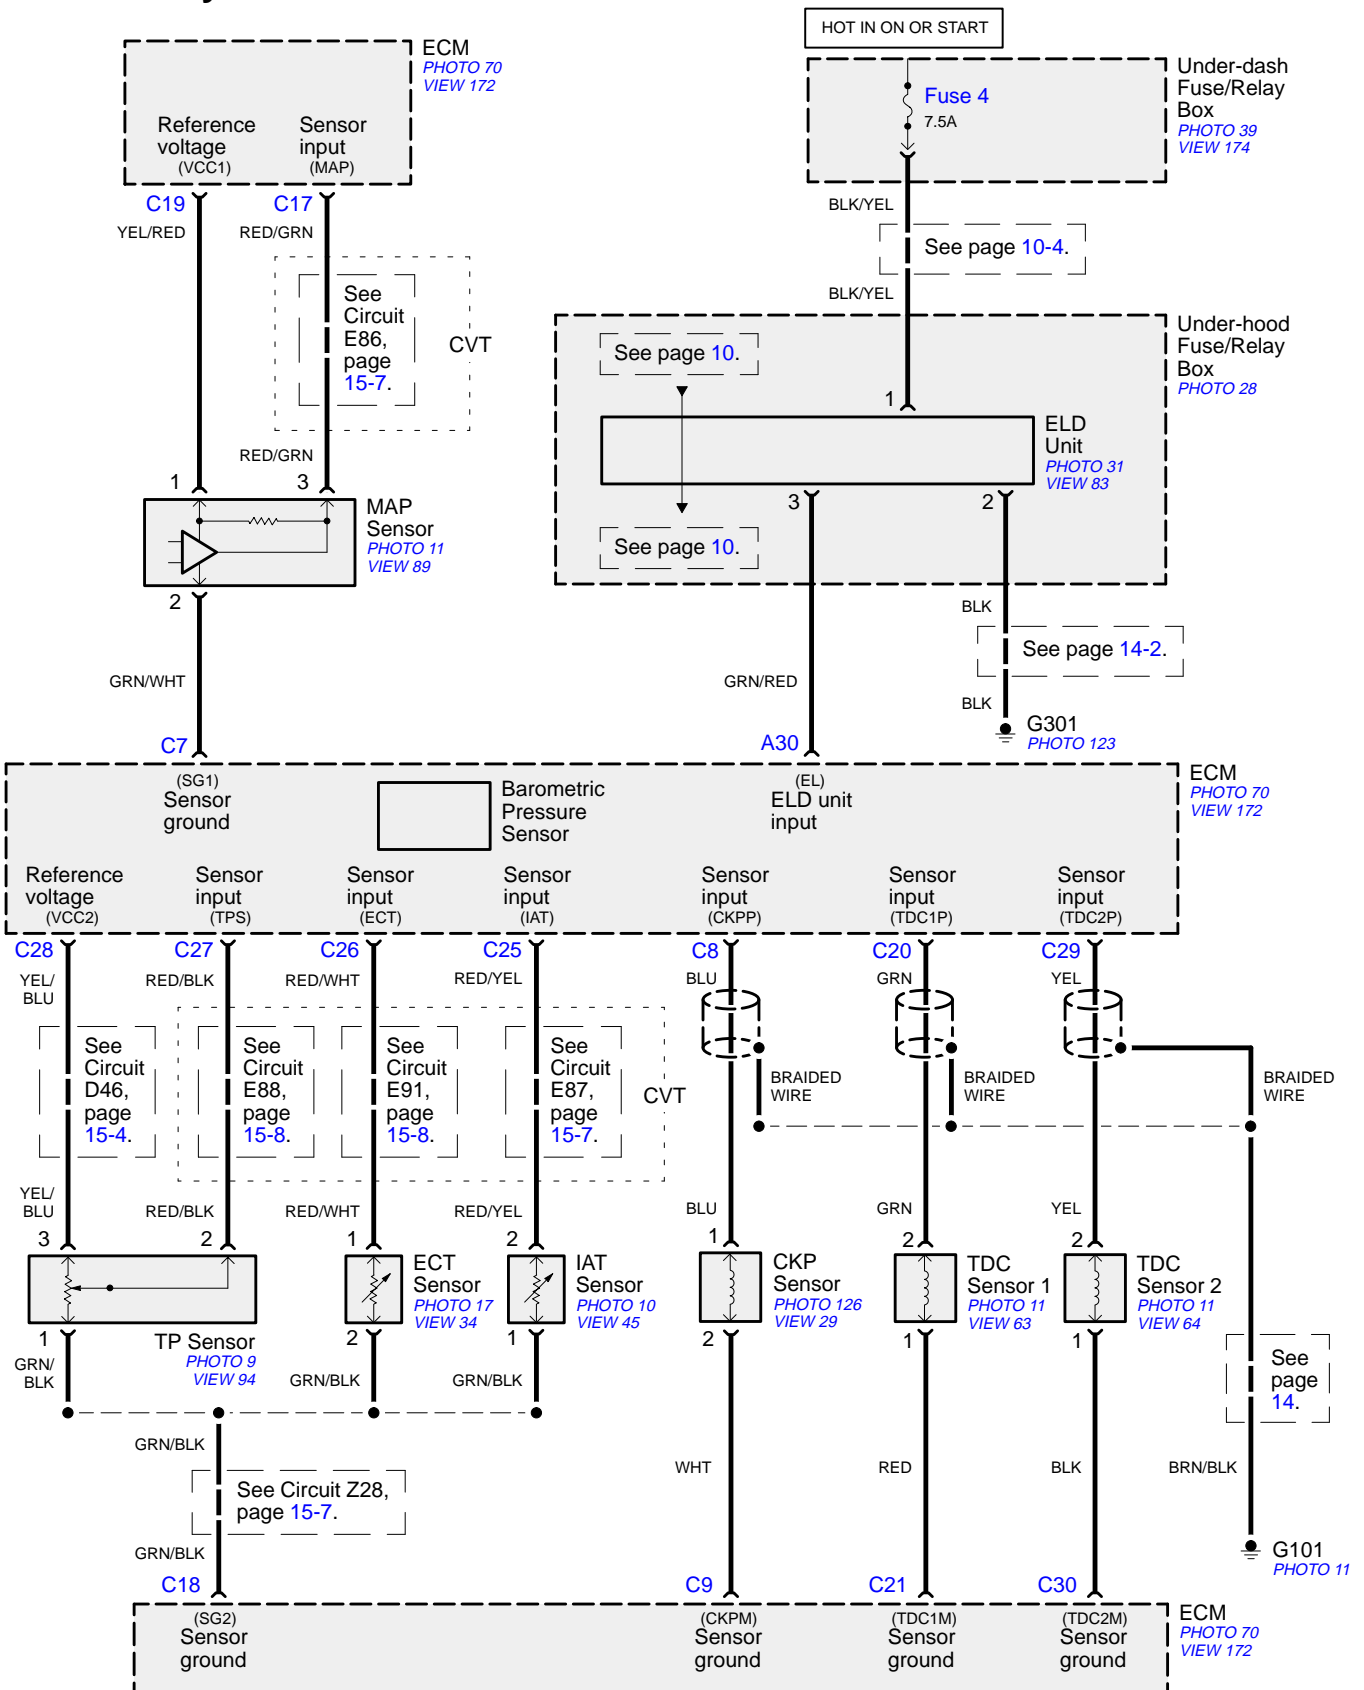 HOT IN ON OR START
ECM
PHOTO 70
VIEW 172
Reference
voltage
(VCC1)
Sensor
input
(MAP)
Fuse 4
7.5A
Under-dash
Fuse/Relay
Box
PHOTO 39
VIEW 174
C19
C17
YEL/RED
RED/GRN
BLK/YEL
See page 10-4.
BLK/YEL
See
Circuit
E86,
page
15-7.
CVT
RED/GRN
Under-hood
Fuse/Relay
Box
PHOTO 28
See page 10.
1
ELD
Unit
PHOTO 31
VIEW 83
3
2
See page 10.
1
3
MAP
Sensor
PHOTO 11
VIEW 89
2
GRN/WHT
GRN/RED
BLK
See page 14-2.
BLK
G301
PHOTO 123
C7
A30
(SG1)
Sensor
ground
Barometric
Pressure
Sensor
(EL)
ELD unit
input
ECM
PHOTO 70
VIEW 172
Reference
voltage
(VCC2)
Sensor
input
(TPS)
Sensor
input
(ECT)
Sensor
input
(IAT)
Sensor
input
(CKPP)
Sensor
input
(TDC1P)
Sensor
input
(TDC2P)
C28
C27
C26
C25
C8
C20
C29
YEL/
BLU
RED/BLK
RED/WHT
RED/YEL
BLU
GRN
YEL
See
Circuit
D46,
page
15-4.
See
Circuit
E88,
page
15-8.
See
Circuit
E91,
page
15-8.
See
Circuit
E87,
page
15-7.
CVT
BRAIDED
WIRE
BRAIDED
WIRE
BRAIDED
WIRE
YEL/
BLU
RED/BLK
RED/WHT
RED/YEL
BLU
GRN
YEL
3
2
1
2
1
2
2
TP Sensor
PHOTO 9
VIEW 94
ECT
Sensor
PHOTO 17
VIEW 34
IAT
Sensor
PHOTO 10
VIEW 45
CKP
Sensor
PHOTO 126
VIEW 29
TDC
Sensor 1
PHOTO 11
VIEW 63
TDC
Sensor 2
PHOTO 11
VIEW 64
1
2
1
2
1
1
GRN/
BLK
GRN/BLK
GRN/BLK
See
page
14.
GRN/BLK
See Circuit Z28,
page 15-7.
GRN/BLK
WHT
RED
BLK
BRN/BLK
G101
PHOTO 11
C18
C9
C21
C30
(SG2)
Sensor
ground
(CKPM)
Sensor
ground
(TDC1M)
Sensor
ground
(TDC2M)
Sensor
ground
ECM
PHOTO 70
VIEW 172